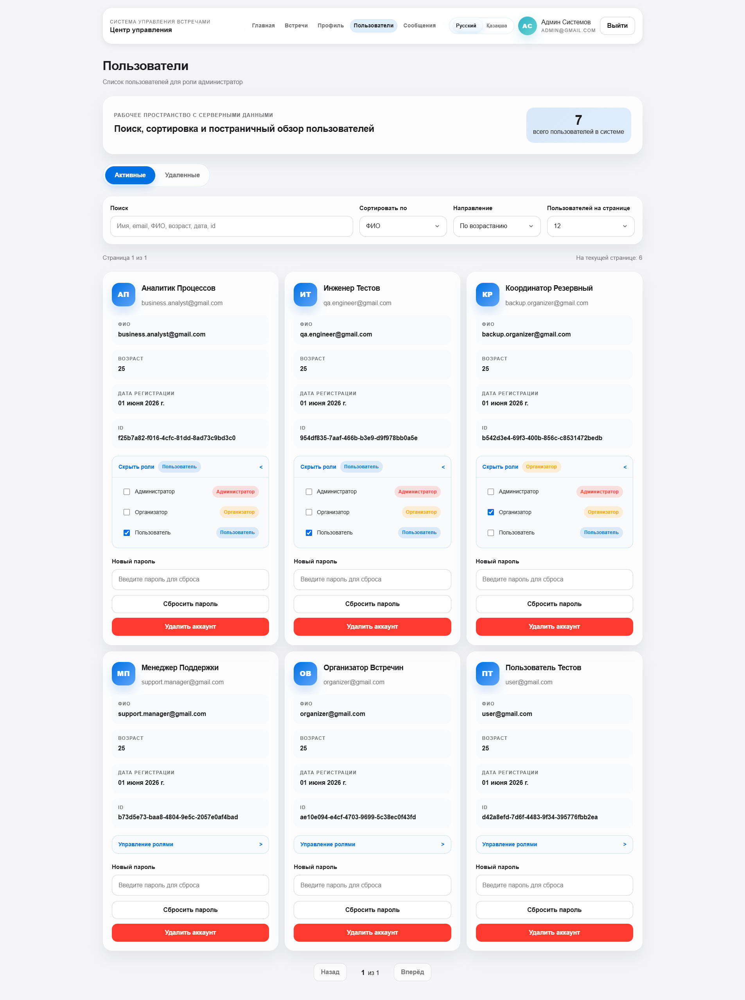 СИСТЕМА УПРАВЛЕНИЯ ВСТРЕЧАМИ
Центр управления
Главная Встречи Профиль Пользователи Сообщения
Русский Қазақша
АС
Админ Системов
ADMIN@GMAIL.COM
Выйти
Пользователи
Список пользователей для роли администратор
РАБОЧЕЕ ПРОСТРАНСТВО С СЕРВЕРНЫМИ ДАННЫМИ
Поиск, сортировка и постраничный обзор пользователей
7
всего пользователей в системе
Активные Удаленные
Поиск Сортировать по Направление Пользователей на странице
Имя, email, ФИО, возраст, дата, id ФИО По возрастанию 12
Страница 1 из 1 На текущей странице: 6
АП
Аналитик Процессов
business.analyst@gmail.com
ФИО
business.analyst@gmail.com
ВОЗРАСТ
25
ДАТА РЕГИСТРАЦИИ
01 июня 2026 г.
ID
f25b7a82-f016-4cfc-81dd-8ad73c9bd3c0
Скрыть роли Пользователь <
Администратор Администратор
Организатор Организатор
Пользователь Пользователь
Новый пароль
Введите пароль для сброса
Сбросить пароль
Удалить аккаунт
ИТ
Инженер Тестов
qa.engineer@gmail.com
ФИО
qa.engineer@gmail.com
ВОЗРАСТ
25
ДАТА РЕГИСТРАЦИИ
01 июня 2026 г.
ID
954df835-7aaf-466b-b3e9-d9f978bb0a5e
Скрыть роли Пользователь <
Администратор Администратор
Организатор Организатор
Пользователь Пользователь
Новый пароль
Введите пароль для сброса
Сбросить пароль
Удалить аккаунт
КР
Координатор Резервный
backup.organizer@gmail.com
ФИО
backup.organizer@gmail.com
ВОЗРАСТ
25
ДАТА РЕГИСТРАЦИИ
01 июня 2026 г.
ID
b542d3e4-69f3-400b-856c-c8531472bedb
Скрыть роли Организатор <
Администратор Администратор
Организатор Организатор
Пользователь Пользователь
Новый пароль
Введите пароль для сброса
Сбросить пароль
Удалить аккаунт
МП
Менеджер Поддержки
support.manager@gmail.com
ФИО
support.manager@gmail.com
ВОЗРАСТ
25
ДАТА РЕГИСТРАЦИИ
01 июня 2026 г.
ID
b73d5e73-baa8-4804-9e5c-2057e0af4bad
Управление ролями >
Новый пароль
Введите пароль для сброса
Сбросить пароль
Удалить аккаунт
ОВ
Организатор Встречин
organizer@gmail.com
ФИО
organizer@gmail.com
ВОЗРАСТ
25
ДАТА РЕГИСТРАЦИИ
01 июня 2026 г.
ID
ae10e094-e4cf-4703-9699-5c38ec0f43fd
Управление ролями >
Новый пароль
Введите пароль для сброса
Сбросить пароль
Удалить аккаунт
ПТ
Пользователь Тестов
user@gmail.com
ФИО
user@gmail.com
ВОЗРАСТ
25
ДАТА РЕГИСТРАЦИИ
01 июня 2026 г.
ID
d42a8efd-7d6f-4483-9f34-395776fbb2ea
Управление ролями >
Новый пароль
Введите пароль для сброса
Сбросить пароль
Удалить аккаунт
Назад 1 из 1 Вперёд